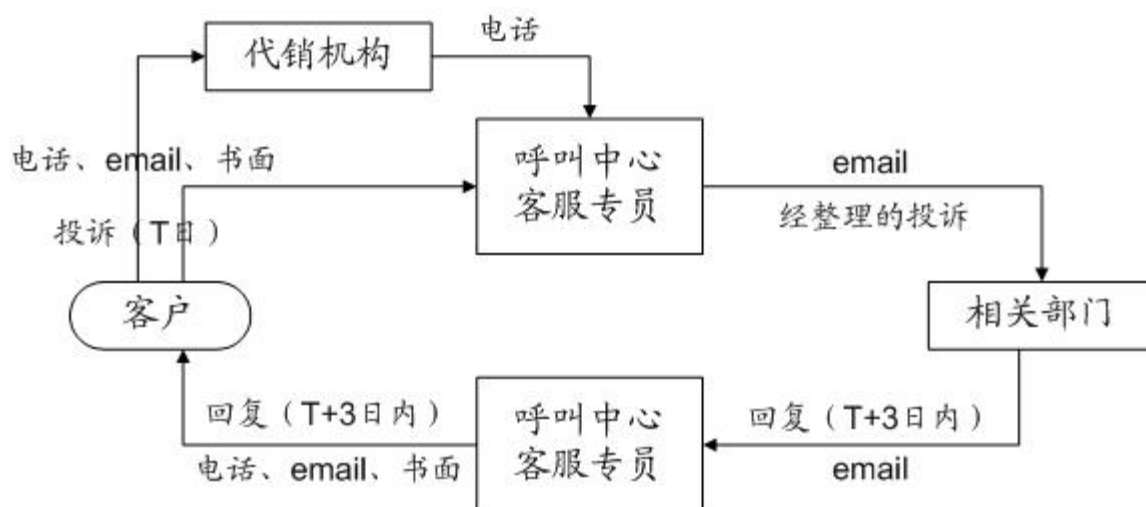 代销机构
电话
电话、email、书面
投诉（T日）
呼叫中心
客服专员
email
经整理的投诉
客户
相关部门
回复（T+3日内）
电话、email、书面
呼叫中心
客服专员
回复（T+3日内）
email